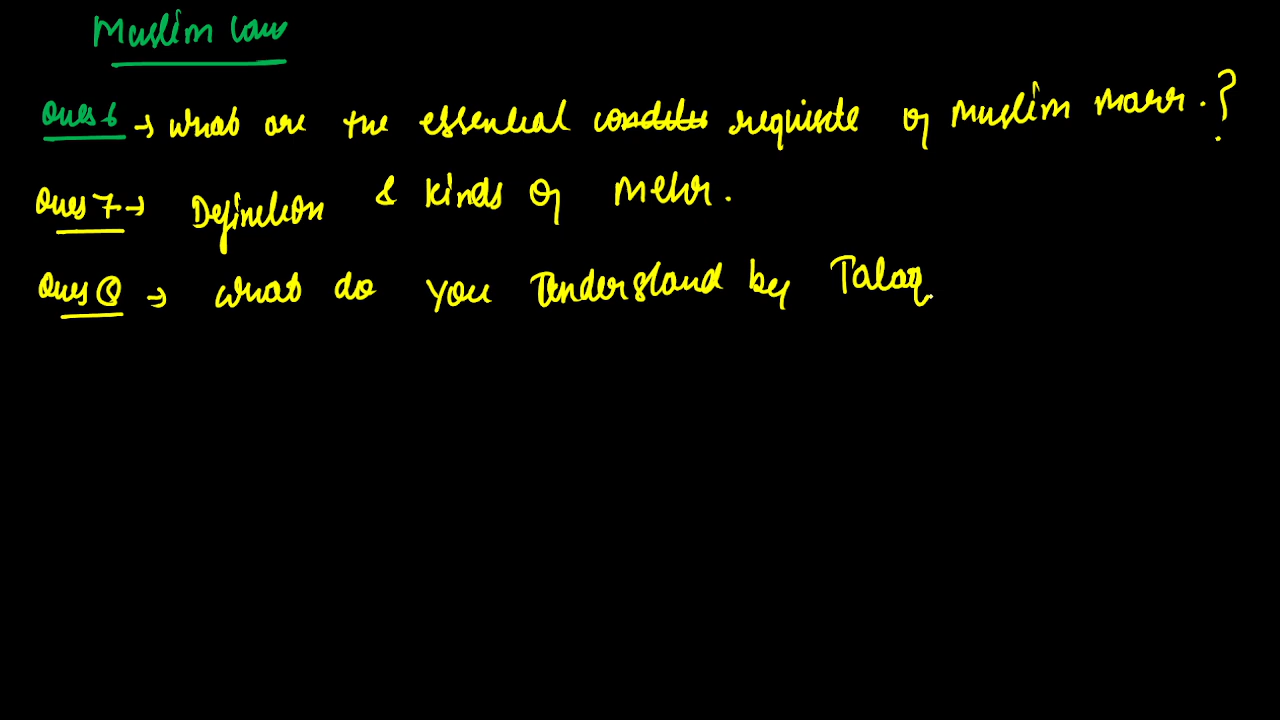 Muslim Law
Ques 6 → What are the essential requisite of Muslim Marr.?
Ques 7 → Definition & kinds of Mehr.
Ques 8 → What do you understand by Talaq.